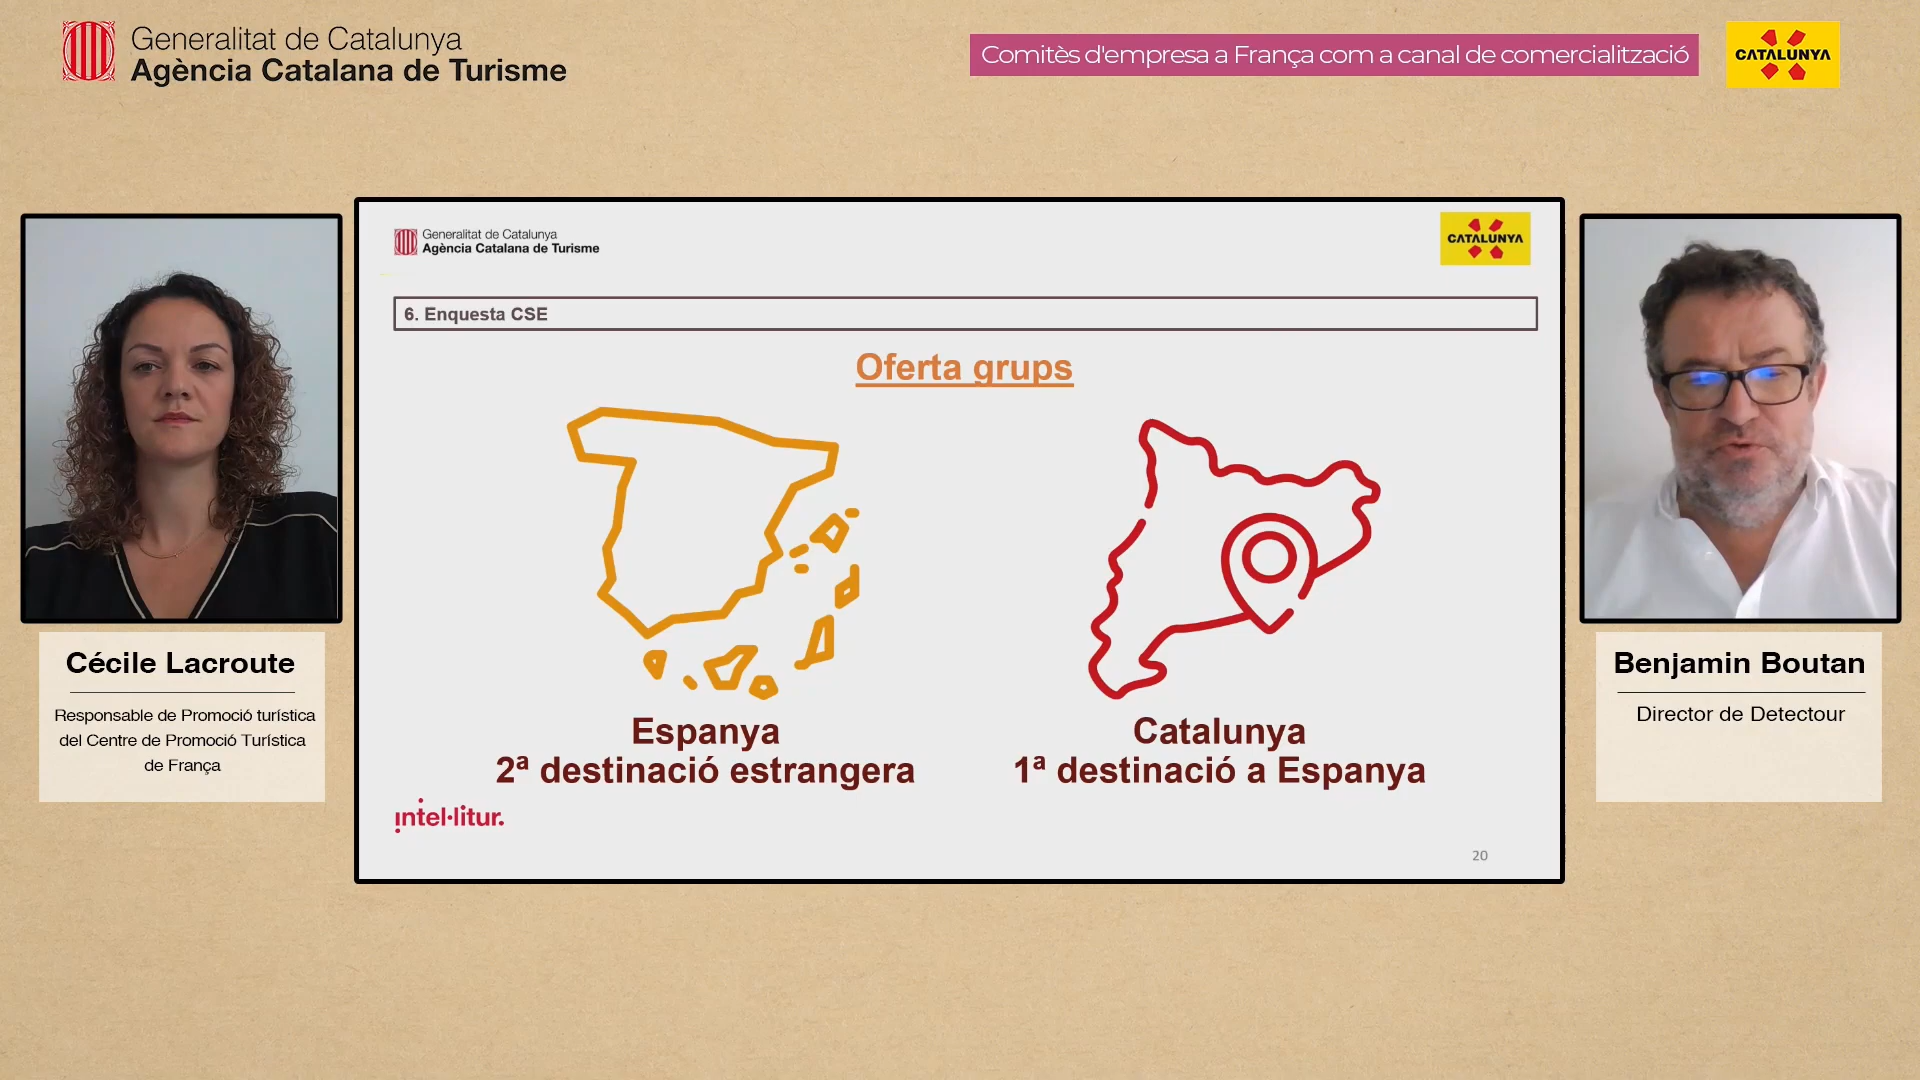 Generalitat de Catalunya
Agència Catalana de Turisme
Comitès d'empresa a França com a canal de comercialització
CATALUNYA
Generalitat de Catalunya
Agència Catalana de Turisme
CATALUNYA
6. Enquesta CSE
Oferta grups
Espanya
2ª destinació estrangera
Catalunya
1ª destinació a Espanya
intel·litur.
20
Cécile Lacroute
Responsable de Promoció turística
del Centre de Promoció Turística
de França
Benjamin Boutan
Director de Detectour